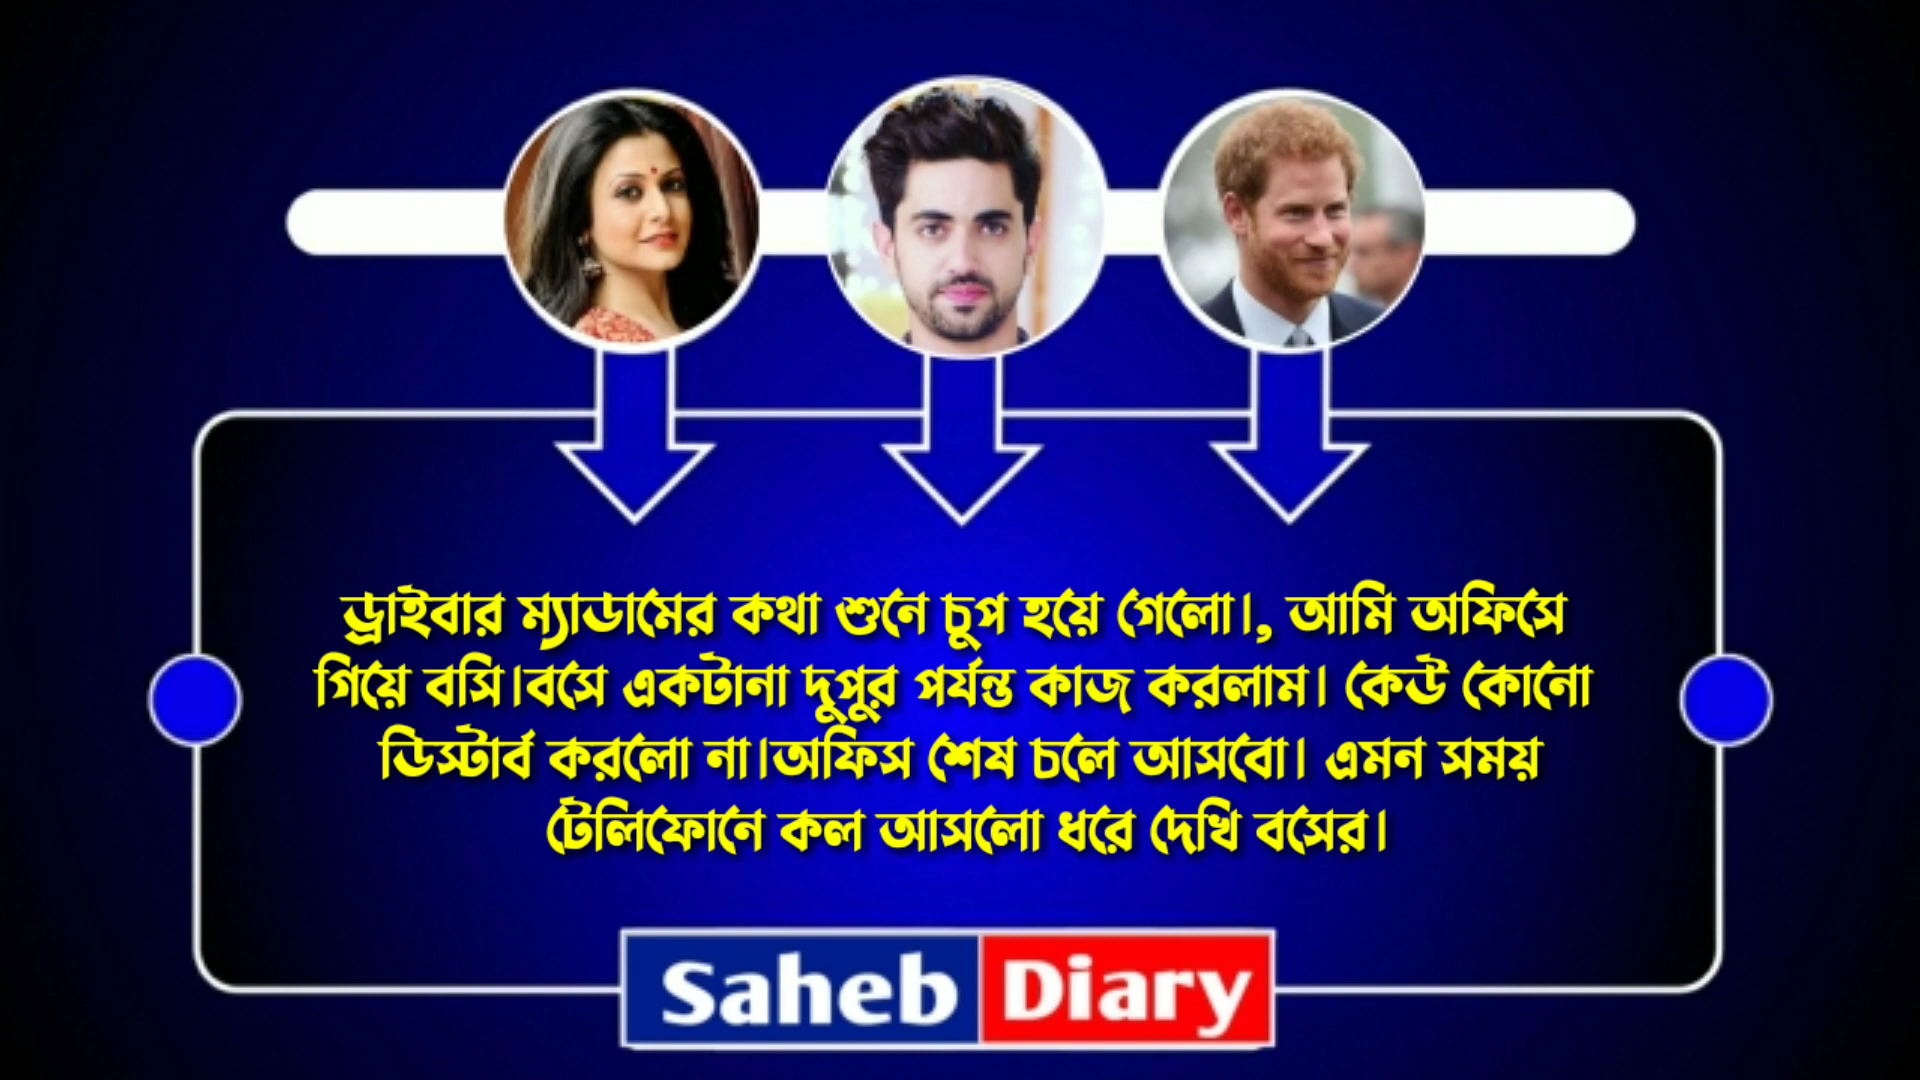 ড্রাইবার ম্যাডামের কথা শুনে চুপ হয়ে গেলো।, আমি অফিসে
গিয়ে বসি।বসে একটানা দুপুর পর্যন্ত কাজ করলাম। কেউ কোনো
ডিস্টার্ব করলো না।অফিস শেষ চলে আসবো। এমন সময়
টেলিফোনে কল আসলো ধরে দেখি বসের।
Saheb Diary